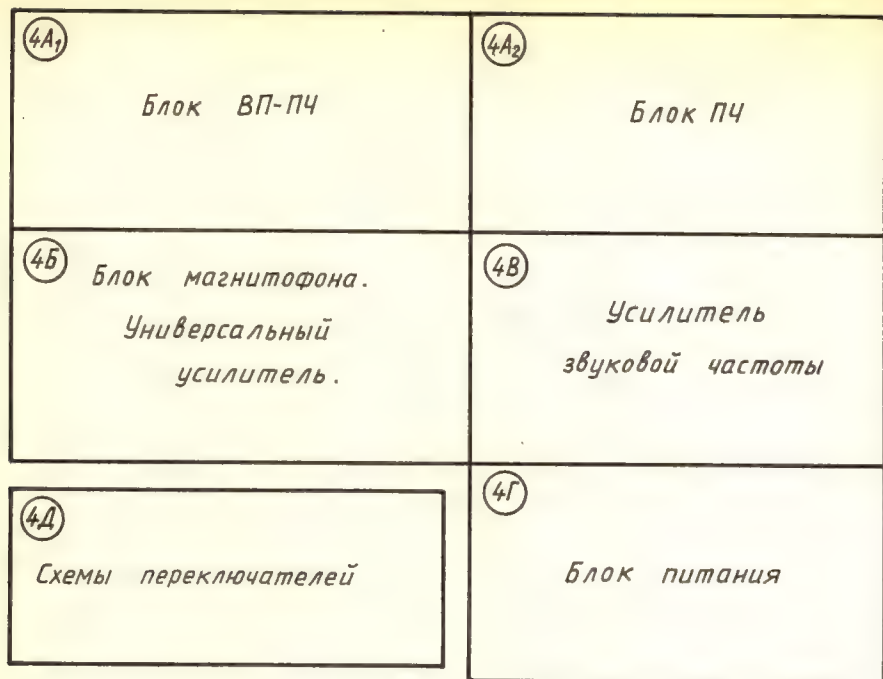 4А₁
Блок ВП-ПЧ
4А₂
Блок ПЧ
4Б
Блок магнитофона.
Универсальный
усилитель.
4В
Усилитель
звуковой частоты
4Д
Схемы переключателей
4Г
Блок питания